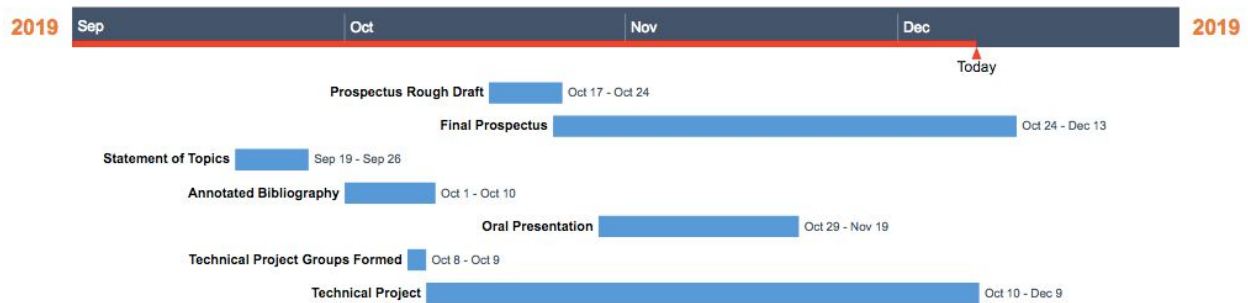 2019 Sep Oct Nov Dec 2019
Today
Prospectus Rough Draft Oct 17 - Oct 24
Final Prospectus Oct 24 - Dec 13
Statement of Topics Sep 19 - Sep 26
Annotated Bibliography Oct 1 - Oct 10
Oral Presentation Oct 29 - Nov 19
Technical Project Groups Formed Oct 8 - Oct 9
Technical Project Oct 10 - Dec 9